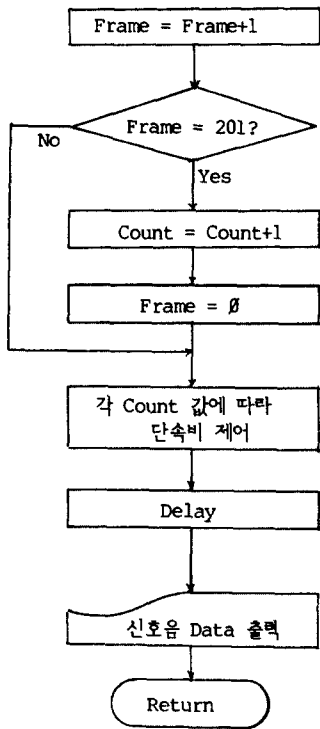 Frame = Frame+1
Frame = 201?
No
Yes
Count = Count+1
Frame = Ø
각 Count 값에 따라
단속비 제어
Delay
신호음 Data 출력
Return